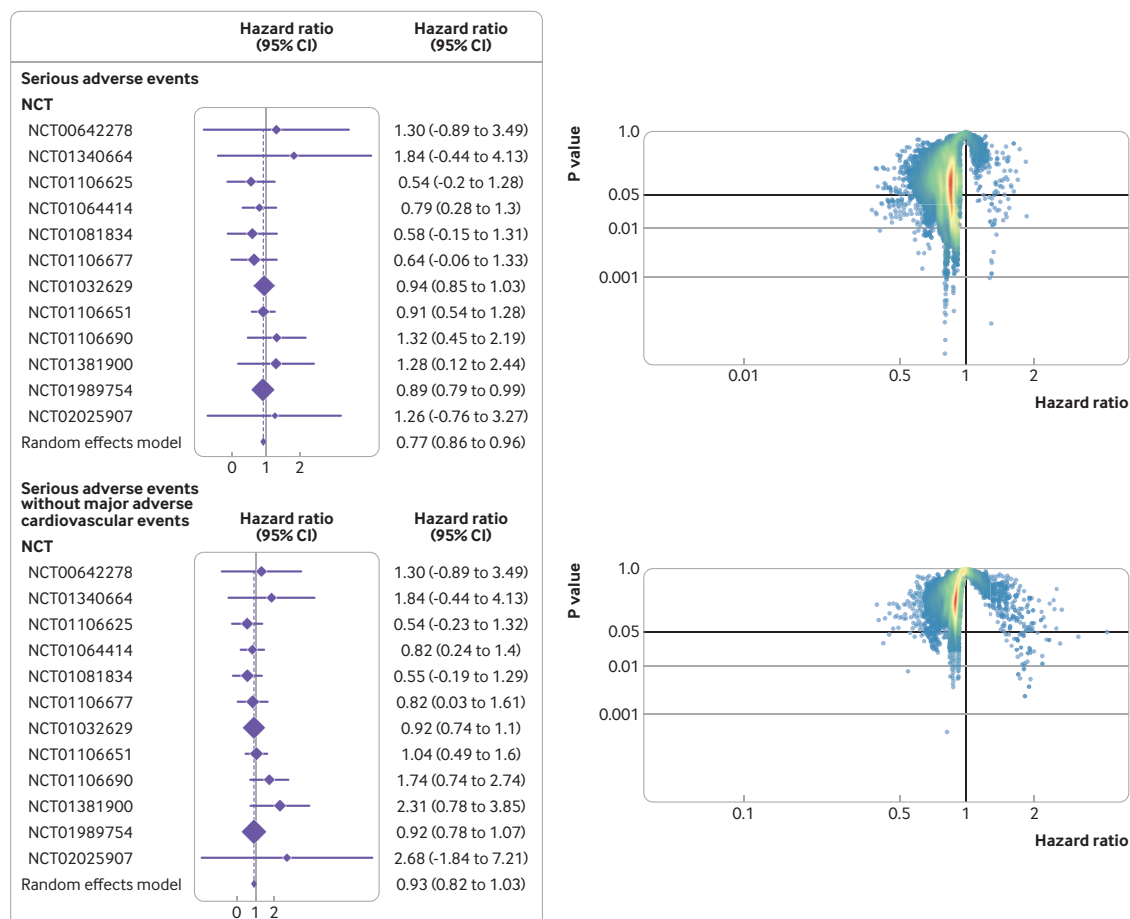 Hazard ratio (95% CI) Hazard ratio (95% CI)
Serious adverse events
NCT
NCT00642278 1.30 (-0.89 to 3.49)
NCT01340664 1.84 (-0.44 to 4.13)
NCT01106625 0.54 (-0.2 to 1.28)
NCT01064414 0.79 (0.28 to 1.3)
NCT01081834 0.58 (-0.15 to 1.31)
NCT01106677 0.64 (-0.06 to 1.33)
NCT01032629 0.94 (0.85 to 1.03)
NCT01106651 0.91 (0.54 to 1.28)
NCT01106690 1.32 (0.45 to 2.19)
NCT01381900 1.28 (0.12 to 2.44)
NCT01989754 0.89 (0.79 to 0.99)
NCT02025907 1.26 (-0.76 to 3.27)
Random effects model 0.77 (0.86 to 0.96)
0 1 2
Serious adverse events
without major adverse
cardiovascular events
Hazard ratio (95% CI) Hazard ratio (95% CI)
NCT
NCT00642278 1.30 (-0.89 to 3.49)
NCT01340664 1.84 (-0.44 to 4.13)
NCT01106625 0.54 (-0.23 to 1.32)
NCT01064414 0.82 (0.24 to 1.4)
NCT01081834 0.55 (-0.19 to 1.29)
NCT01106677 0.82 (0.03 to 1.61)
NCT01032629 0.92 (0.74 to 1.1)
NCT01106651 1.04 (0.49 to 1.6)
NCT01106690 1.74 (0.74 to 2.74)
NCT01381900 2.31 (0.78 to 3.85)
NCT01989754 0.92 (0.78 to 1.07)
NCT02025907 2.68 (-1.84 to 7.21)
Random effects model 0.93 (0.82 to 1.03)
0 1 2
P value
1.0
0.05
0.01
0.001
0.01 0.5 1 2
Hazard ratio
P value
1.0
0.05
0.01
0.001
0.1 0.5 1 2
Hazard ratio